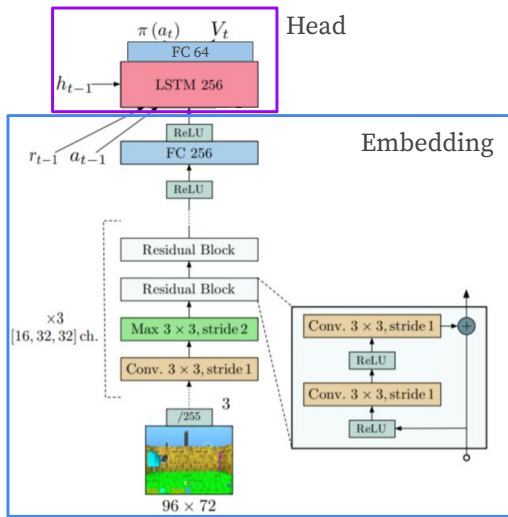 π (a_t) V_t
Head
FC 64
h_{t−1}
LSTM 256
ReLU
r_{t−1} a_{t−1}
FC 256
Embedding
ReLU
Residual Block
Residual Block
×3
[16, 32, 32] ch.
Max 3 × 3, stride 2
Conv. 3 × 3, stride 1
/255
3
96 × 72
Conv. 3 × 3, stride 1
+
ReLU
Conv. 3 × 3, stride 1
ReLU